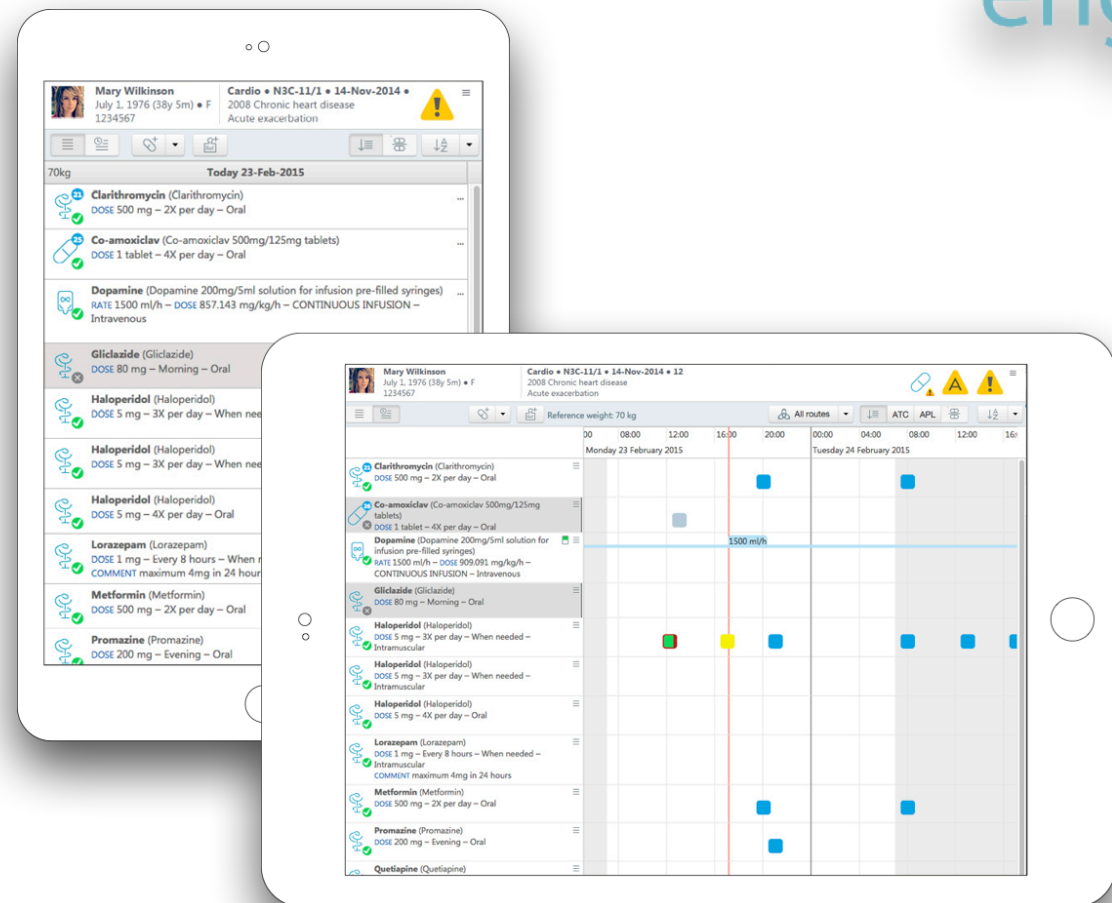 Mary Wilkinson
July 1, 1976 (38y 5m) • F
1234567
Cardio • N3C-11/1 • 14-Nov-2014 •
2008 Chronic heart disease
Acute exacerbation
70kg
Today 23-Feb-2015
21
Clarithromycin (Clarithromycin)
DOSE 500 mg – 2X per day – Oral
25
Co-amoxiclav (Co-amoxiclav 500mg/125mg tablets)
DOSE 1 tablet – 4X per day – Oral
Dopamine (Dopamine 200mg/5ml solution for infusion pre-filled syringes)
RATE 1500 ml/h – DOSE 857.143 mg/kg/h – CONTINUOUS INFUSION –
Intravenous
Gliclazide (Gliclazide)
DOSE 80 mg – Morning – Oral
Haloperidol (Haloperidol)
DOSE 5 mg – 3X per day – When nee
Haloperidol (Haloperidol)
DOSE 5 mg – 3X per day – When nee
Haloperidol (Haloperidol)
DOSE 5 mg – 4X per day – Oral
Lorazepam (Lorazepam)
DOSE 1 mg – Every 8 hours – When
COMMENT maximum 4mg in 24 hour
Metformin (Metformin)
DOSE 500 mg – 2X per day – Oral
Promazine (Promazine)
DOSE 200 mg – Evening – Oral
Mary Wilkinson
July 1, 1976 (38y 5m) • F
1234567
Cardio • N3C-11/1 • 14-Nov-2014 • 12
2008 Chronic heart disease
Acute exacerbation
A
Reference weight: 70 kg
All routes
ATC
APL
00 08:00 12:00 16:00 20:00 00:00 04:00 08:00 12:00 16:
Monday 23 February 2015
Tuesday 24 February 2015
21
Clarithromycin (Clarithromycin)
DOSE 500 mg – 2X per day – Oral
Co-amoxiclav (Co-amoxiclav 500mg/125mg
tablets)
DOSE 1 tablet – 4X per day – Oral
Dopamine (Dopamine 200mg/5ml solution for
infusion pre-filled syringes)
RATE 1500 ml/h – DOSE 909.091 mg/kg/h –
CONTINUOUS INFUSION – Intravenous
1500 ml/h
Gliclazide (Gliclazide)
DOSE 80 mg – Morning – Oral
Haloperidol (Haloperidol)
DOSE 5 mg – 3X per day – When needed –
Intramuscular
Haloperidol (Haloperidol)
DOSE 5 mg – 3X per day – When needed –
Intramuscular
Haloperidol (Haloperidol)
DOSE 5 mg – 4X per day – Oral
Lorazepam (Lorazepam)
DOSE 1 mg – Every 8 hours – When needed –
Intramuscular
COMMENT maximum 4mg in 24 hours
Metformin (Metformin)
DOSE 500 mg – 2X per day – Oral
Promazine (Promazine)
DOSE 200 mg – Evening – Oral
Quetiapine (Quetiapine)